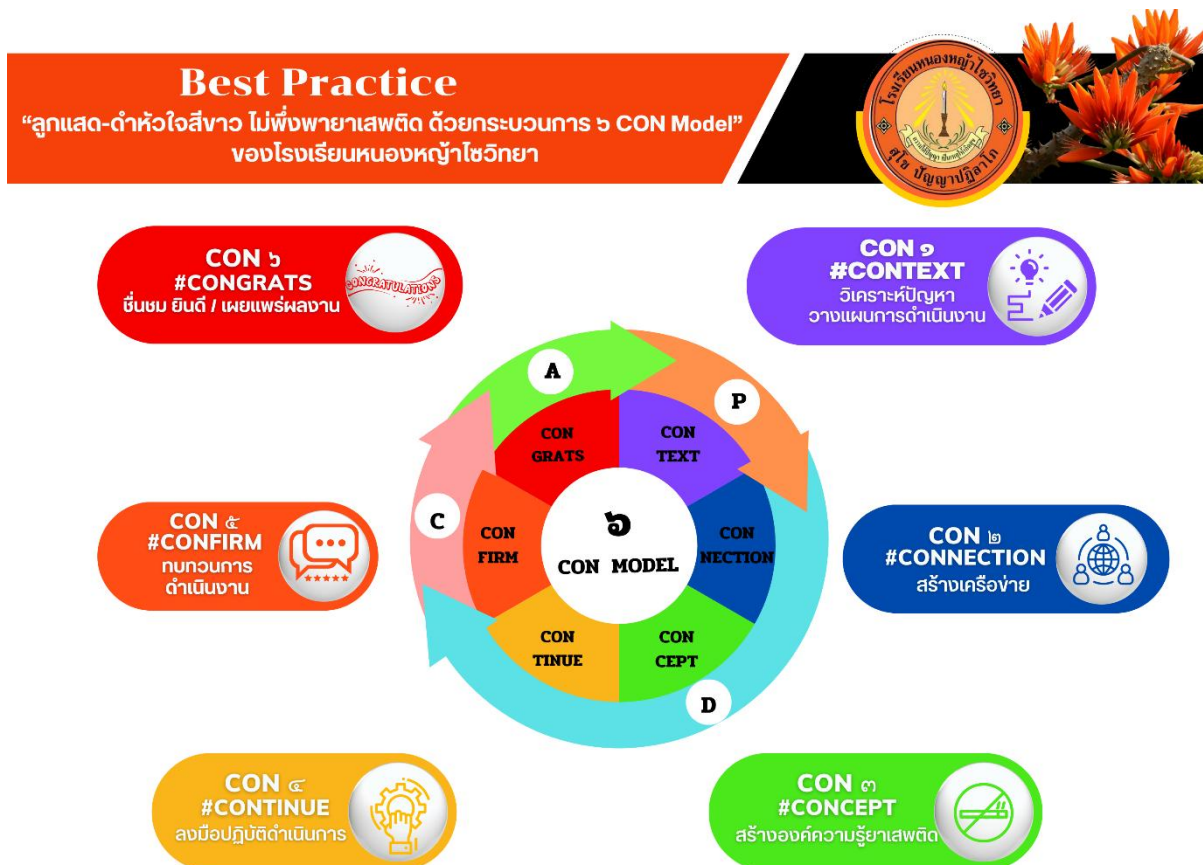 Best Practice
“ลูกแสด-ดำหัวใจสีขาว ไม่พึ่งพายาเสพติด ด้วยกระบวนการ ๖ CON Model”
ของโรงเรียนหนองหญ้าไซวิทยา
โรงเรียนหนองหญ้าไซวิทยา
สุโข ปัญญาปฏิลาโภ
CON ๖
#CONGRATS
ชื่นชม ยินดี / เผยแพร่ผลงาน
CONGRATULATIONS
CON ๑
#CONTEXT
วิเคราะห์ปัญหา
วางแผนการดำเนินงาน
A
P
CON
GRATS
CON
TEXT
C
CON
FIRM
๖
CON MODEL
CON
NECTION
CON
TINUE
CON
CEPT
D
CON ๕
#CONFIRM
ทบทวนการ
ดำเนินงาน
CON ๒
#CONNECTION
สร้างเครือข่าย
CON ๔
#CONTINUE
ลงมือปฏิบัติดำเนินการ
CON ๓
#CONCEPT
สร้างองค์ความรู้ยาเสพติด